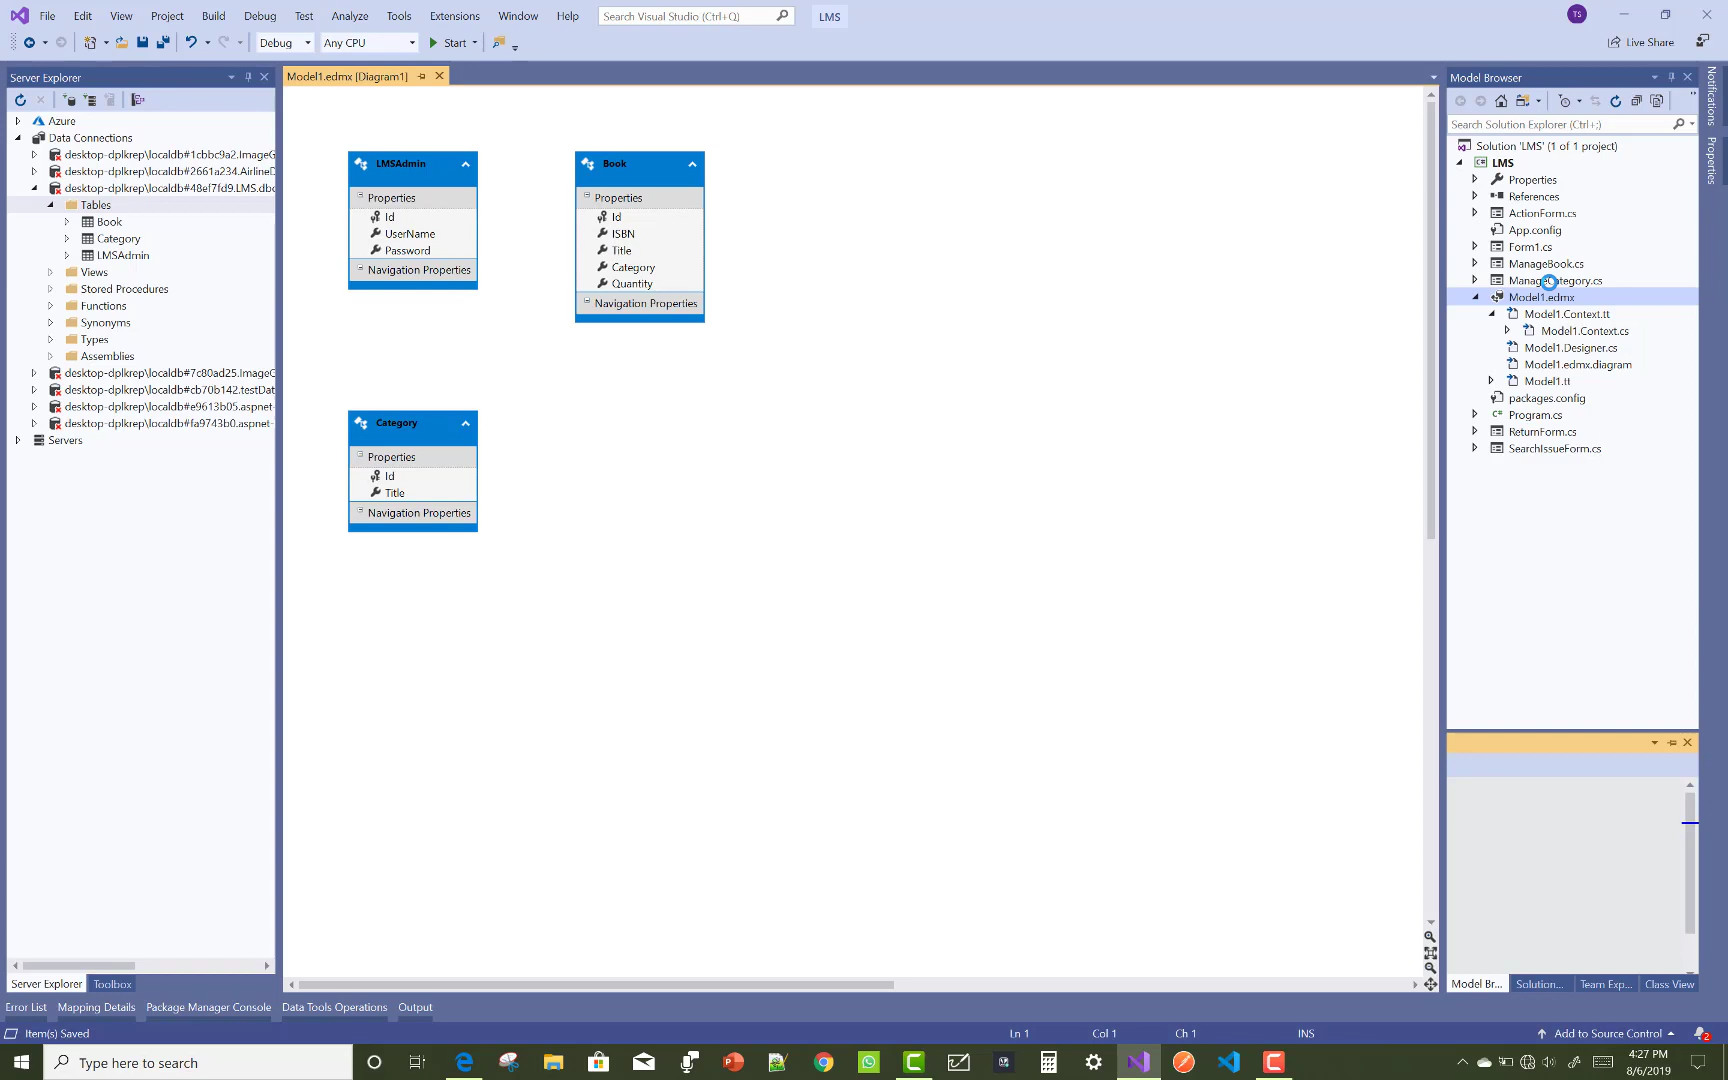 File Edit View Project Build Debug Test Analyze Tools Extensions Window Help Search Visual Studio (Ctrl+Q) LMS TS
Debug Any CPU Start Live Share
Server Explorer
Azure
Data Connections
desktop-dplkrep\localdb#1cbbc9a2.ImageG
desktop-dplkrep\localdb#2661a234.AirlineD
desktop-dplkrep\localdb#48ef7fd9.LMS.dbo
Tables
Book
Category
LMSAdmin
Views
Stored Procedures
Functions
Synonyms
Types
Assemblies
desktop-dplkrep\localdb#7c80ad25.ImageG
desktop-dplkrep\localdb#cb70b142.testDat
desktop-dplkrep\localdb#e9613b05.aspnet-
desktop-dplkrep\localdb#fa9743b0.aspnet-
Servers
Server Explorer Toolbox
Model1.edmx [Diagram1]
LMSAdmin
Properties
Id
UserName
Password
Navigation Properties
Book
Properties
Id
ISBN
Title
Category
Quantity
Navigation Properties
Category
Properties
Id
Title
Navigation Properties
Model Browser
Search Solution Explorer (Ctrl+;)
Solution 'LMS' (1 of 1 project)
LMS
Properties
References
ActionForm.cs
App.config
Form1.cs
ManageBook.cs
ManageCategory.cs
Model1.edmx
Model1.Context.tt
Model1.Context.cs
Model1.Designer.cs
Model1.edmx.diagram
Model1.tt
packages.config
Program.cs
ReturnForm.cs
SearchIssueForm.cs
Model Br... Solution... Team Exp... Class View
Notifications
Properties
Error List Mapping Details Package Manager Console Data Tools Operations Output
Item(s) Saved Ln 1 Col 1 Ch 1 INS Add to Source Control 2
Type here to search
4:27 PM
8/6/2019